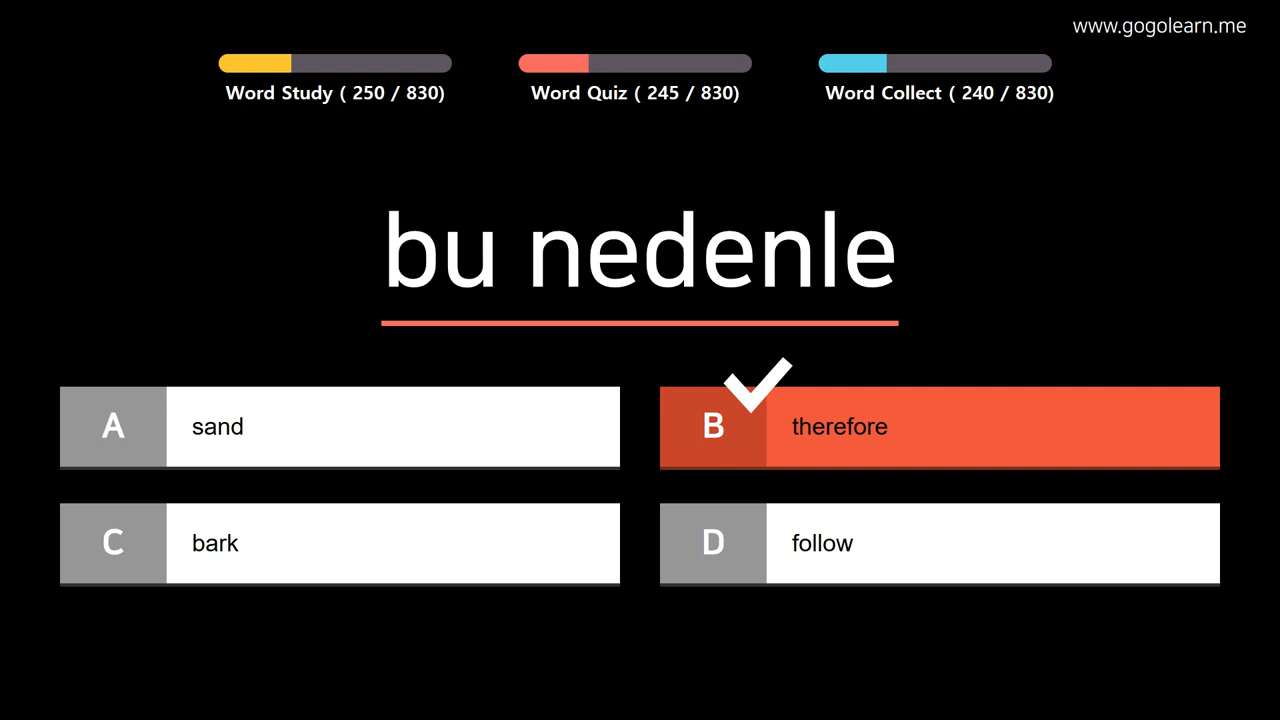 www.gogolearn.me
Word Study ( 250 / 830)
Word Quiz ( 245 / 830)
Word Collect ( 240 / 830)
bu nedenle
A sand
B therefore
C bark
D follow